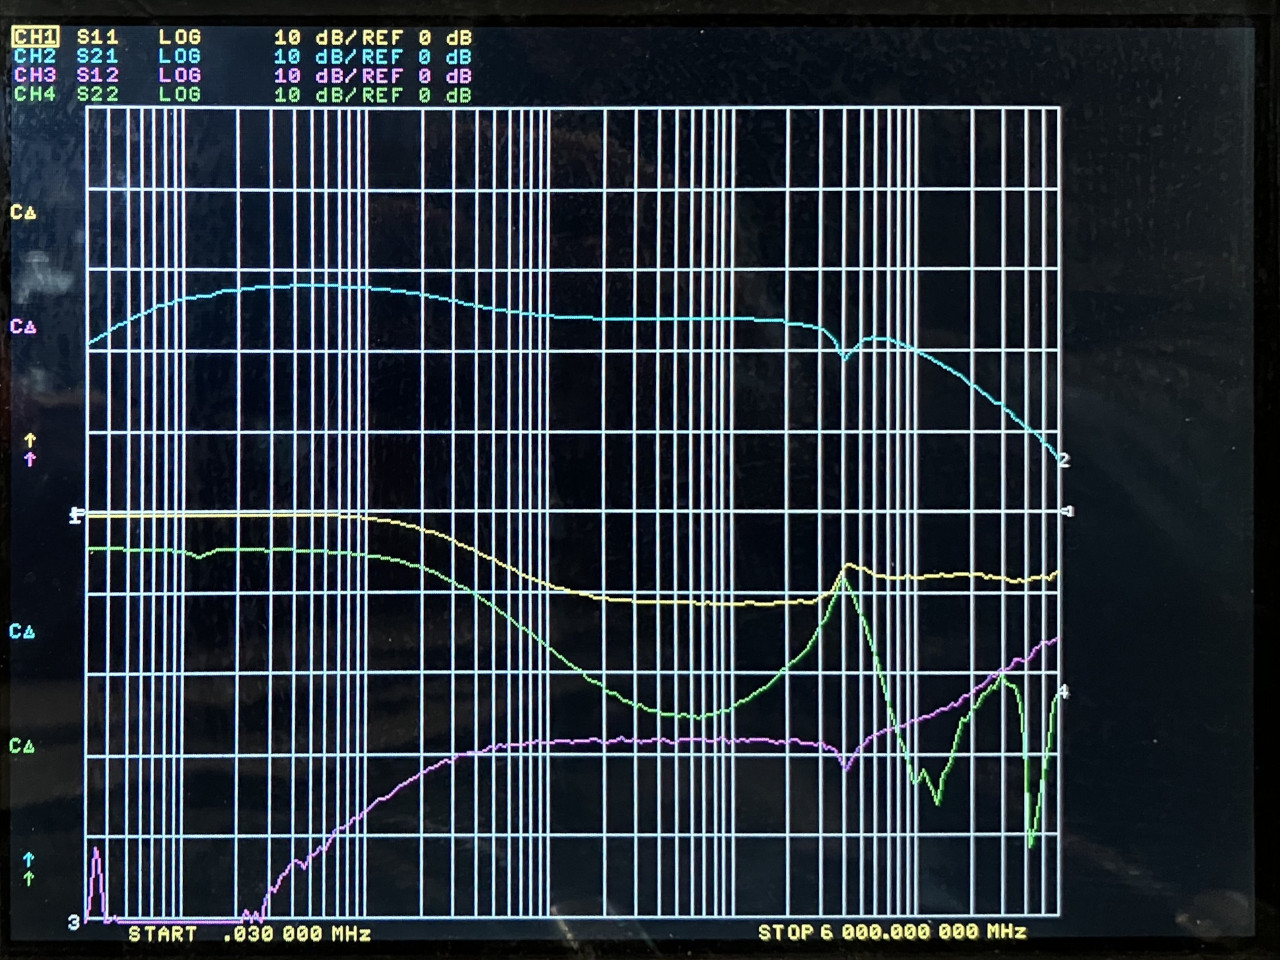 CH1 S11 LOG 10 dB/REF 0 dB
CH2 S21 LOG 10 dB/REF 0 dB
CH3 S12 LOG 10 dB/REF 0 dB
CH4 S22 LOG 10 dB/REF 0 dB
CΔ
CΔ
↑
↑
2
1
CΔ
4
CΔ
↑
↑
3
START .030 000 MHz STOP 6 000.000 000 MHz